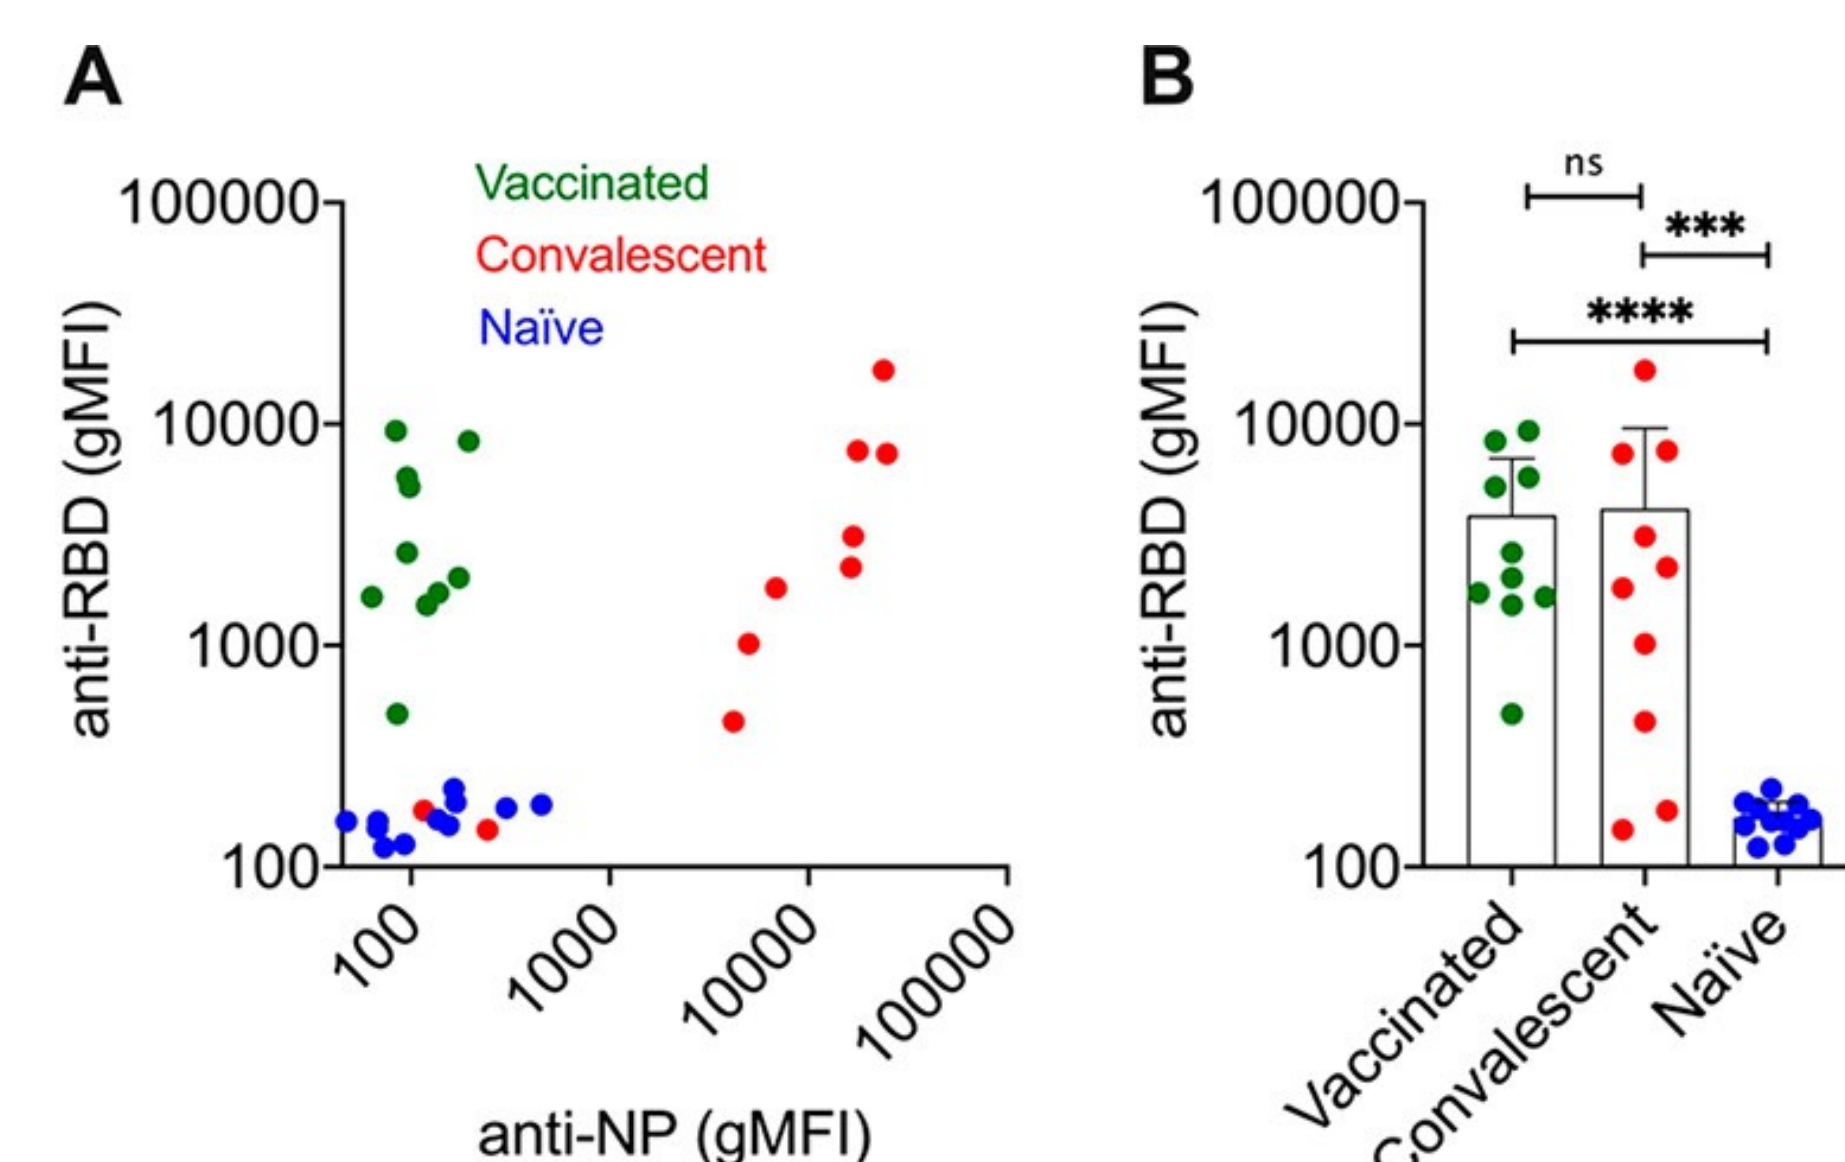 A
Vaccinated
Convalescent
Naïve
anti-RBD (gMFI)
100000
10000
1000
100
100
1000
10000
100000
anti-NP (gMFI)
B
ns
***
****
anti-RBD (gMFI)
100000
10000
1000
100
Vaccinated
Convalescent
Naïve